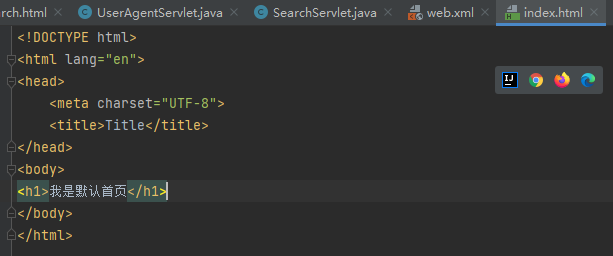 rch.html UserAgentServlet.java SearchServlet.java web.xml index.html
<!DOCTYPE html>
<html lang="en">
<head>
    <meta charset="UTF-8">
    <title>Title</title>
</head>
<body>
<h1>我是默认首页</h1>
</body>
</html>